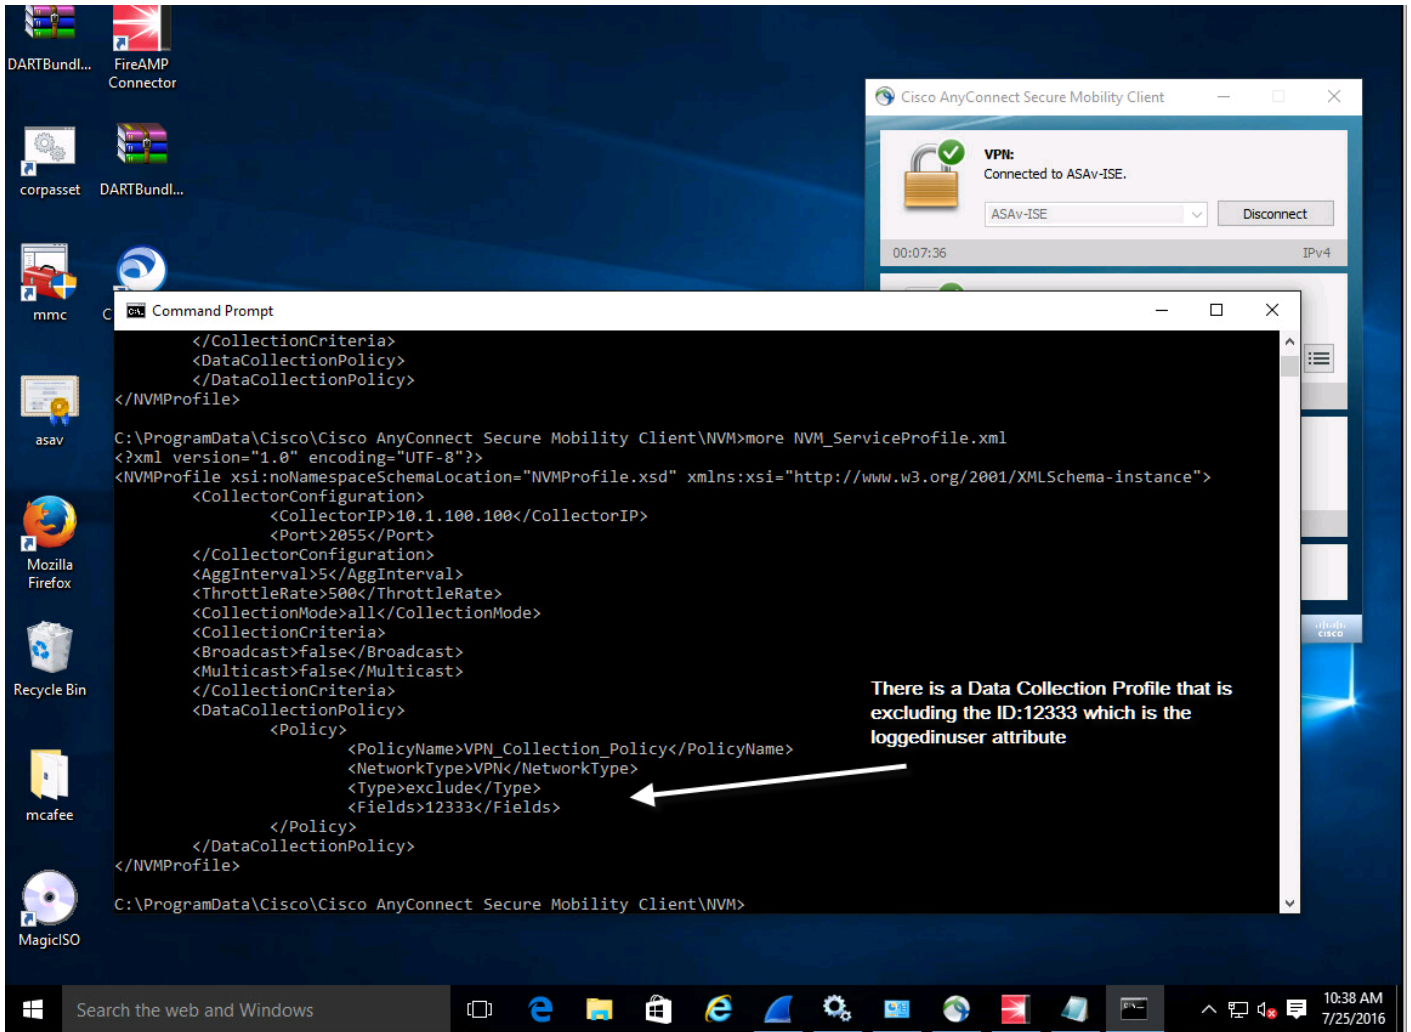 DARTBundl...
FireAMP
Connector
corpasset
DARTBundl...
mmc
C
asav
Mozilla
Firefox
Recycle Bin
mcafee
MagicISO
Cisco AnyConnect Secure Mobility Client
VPN:
Connected to ASAv-ISE.
ASAv-ISE
Disconnect
00:07:36
IPv4
cisco
Command Prompt
</CollectionCriteria>
<DataCollectionPolicy>
</DataCollectionPolicy>
</NVMProfile>
C:\ProgramData\Cisco\Cisco AnyConnect Secure Mobility Client\NVM>more NVM_ServiceProfile.xml
<?xml version="1.0" encoding="UTF-8"?>
<NVMProfile xsi:noNamespaceSchemaLocation="NVMProfile.xsd" xmlns:xsi="http://www.w3.org/2001/XMLSchema-instance">
<CollectorConfiguration>
<CollectorIP>10.1.100.100</CollectorIP>
<Port>2055</Port>
</CollectorConfiguration>
<AggInterval>5</AggInterval>
<ThrottleRate>500</ThrottleRate>
<CollectionMode>all</CollectionMode>
<CollectionCriteria>
<Broadcast>false</Broadcast>
<Multicast>false</Multicast>
</CollectionCriteria>
<DataCollectionPolicy>
<Policy>
<PolicyName>VPN_Collection_Policy</PolicyName>
<NetworkType>VPN</NetworkType>
<Type>exclude</Type>
<Fields>12333</Fields>
</Policy>
</DataCollectionPolicy>
</NVMProfile>
C:\ProgramData\Cisco\Cisco AnyConnect Secure Mobility Client\NVM>
There is a Data Collection Profile that is
excluding the ID:12333 which is the
loggedinuser attribute
Search the web and Windows
10:38 AM
7/25/2016